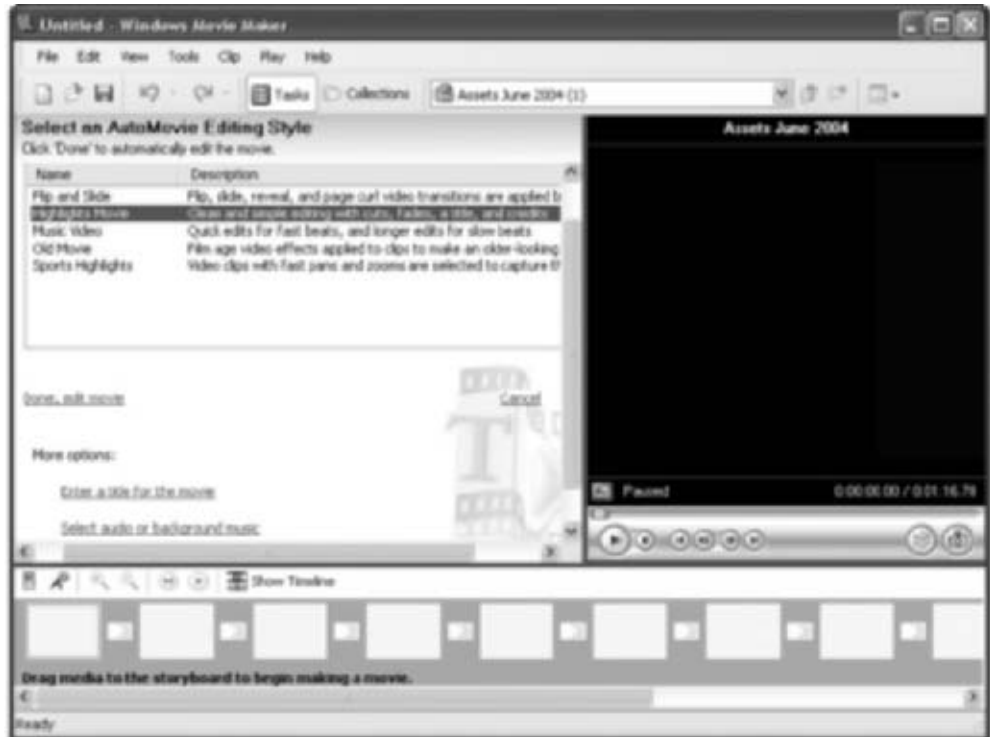 Untitled - Windows Movie Maker
File Edit View Tools Clip Play Help
Tasks Collections Assets June 2004 (1)
Select an AutoMovie Editing Style
Click 'Done' to automatically edit the movie.
Name Description
Flip and Slide Flip, slide, reveal, and page curl video transitions are applied b
Highlights Movie Clean and simple editing with cuts, fades, a title, and credits
Music Video Quick edits for fast beats, and longer edits for slow beats
Old Movie Film age video effects applied to clips to make an older-looking
Sports Highlights Video clips with fast pans and zooms are selected to capture th
Done, edit movie Cancel
More options:
Enter a title for the movie
Select audio or background music
Assets June 2004
Paused 0:00:00.00 / 0:01:16.78
Show Timeline
Drag media to the storyboard to begin making a movie.
Ready